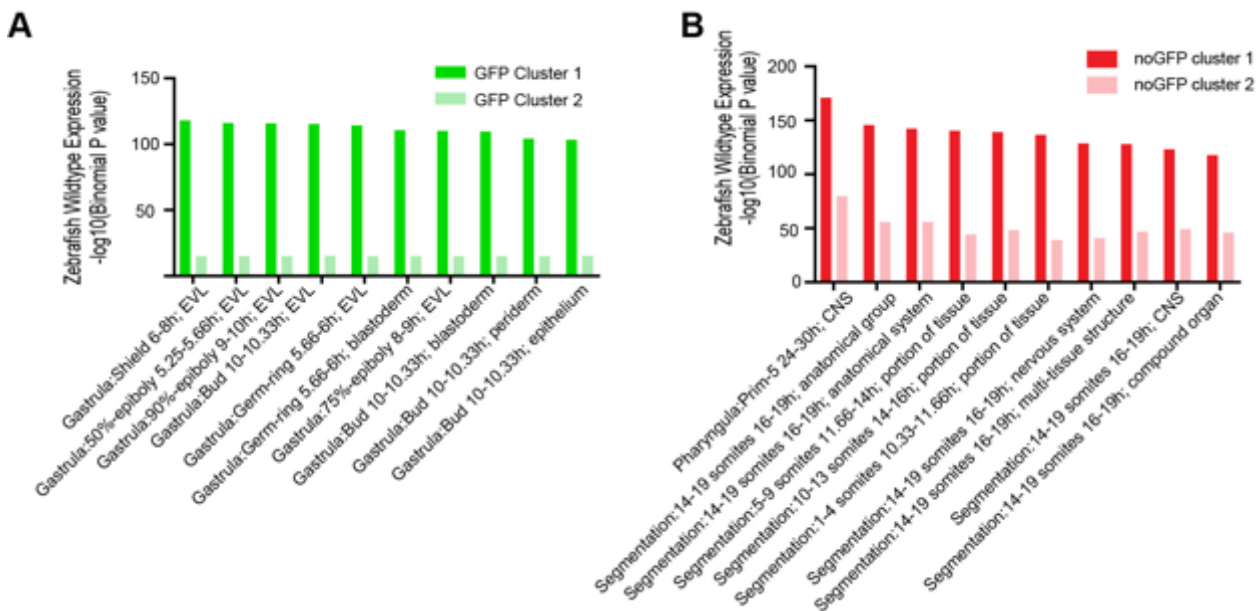 A
Zebrafish Wildtype Expression
-log10(Binomial P value)
150
100
50
GFP Cluster 1
GFP Cluster 2
Gastrula:Shield 6-8h; EVL
Gastrula:50%-epiboly 5.25-5.66h; EVL
Gastrula:90%-epiboly 9-10h; EVL
Gastrula:Bud 10-10.33h; EVL
Gastrula:Germ-ring 5.66-6h; EVL
Gastrula:Germ-ring 5.66-6h; blastoderm
Gastrula:75%-epiboly 8-9h; EVL
Gastrula:Bud 10-10.33h; blastoderm
Gastrula:Bud 10-10.33h; periderm
Gastrula:Bud 10-10.33h; epithelium
B
Zebrafish Wildtype Expression
-log10(Binomial P value)
200
150
100
50
0
noGFP cluster 1
noGFP cluster 2
Pharyngula:Prim-5 24-30h; CNS
Segmentation:14-19 somites 16-19h; anatomical group
Segmentation:14-19 somites 16-19h; anatomical system
Segmentation:5-9 somites 11.66-14h; portion of tissue
Segmentation:10-13 somites 14-16h; portion of tissue
Segmentation:1-4 somites 10.33-11.66h; portion of tissue
Segmentation:14-19 somites 16-19h; nervous system
Segmentation:14-19 somites 16-19h; multi-tissue structure
Segmentation:14-19 somites 16-19h; CNS
Segmentation:14-19 somites 16-19h; compound organ